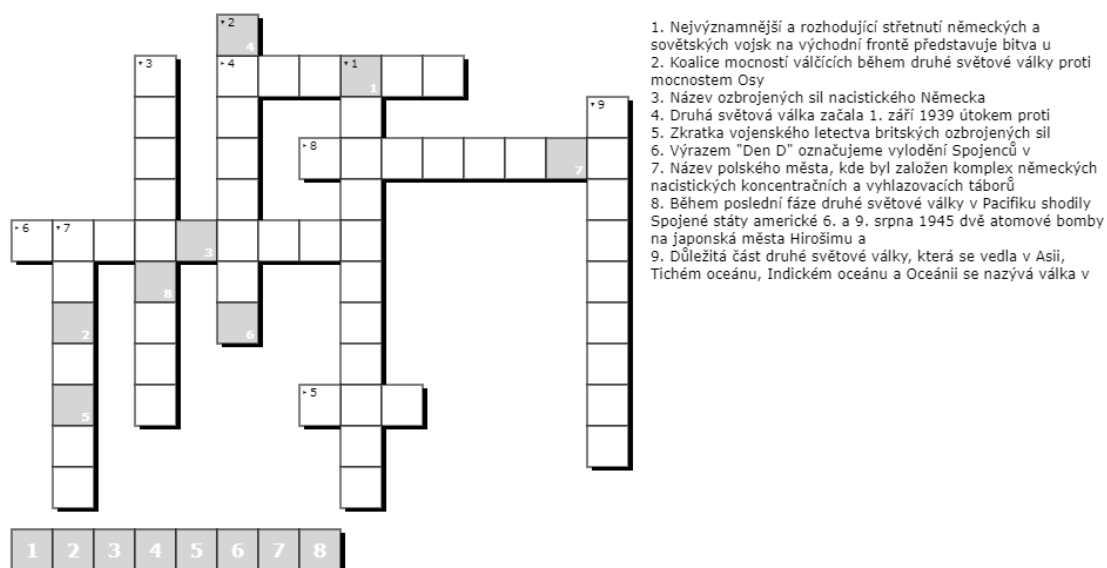 2
4
3
4
1
1
9
8
7
6
7
3
8
2
6
5
5
1 2 3 4 5 6 7 8
1. Nejvýznamnější a rozhodující střetnutí německých a
sovětských vojsk na východní frontě představuje bitva u
2. Koalice mocností válčících během druhé světové války proti
mocnostem Osy
3. Název ozbrojených sil nacistického Německa
4. Druhá světová válka začala 1. září 1939 útokem proti
5. Zkratka vojenského letectva britských ozbrojených sil
6. Výrazem "Den D" označujeme vylodění Spojenců v
7. Název polského města, kde byl založen komplex německých
nacistických koncentračních a vyhlazovacích táborů
8. Během poslední fáze druhé světové války v Pacifiku shodily
Spojené státy americké 6. a 9. srpna 1945 dvě atomové bomby
na japonská města Hirošimu a
9. Důležitá část druhé světové války, která se vedla v Asii,
Tichém oceánu, Indickém oceánu a Oceánii se nazývá válka v